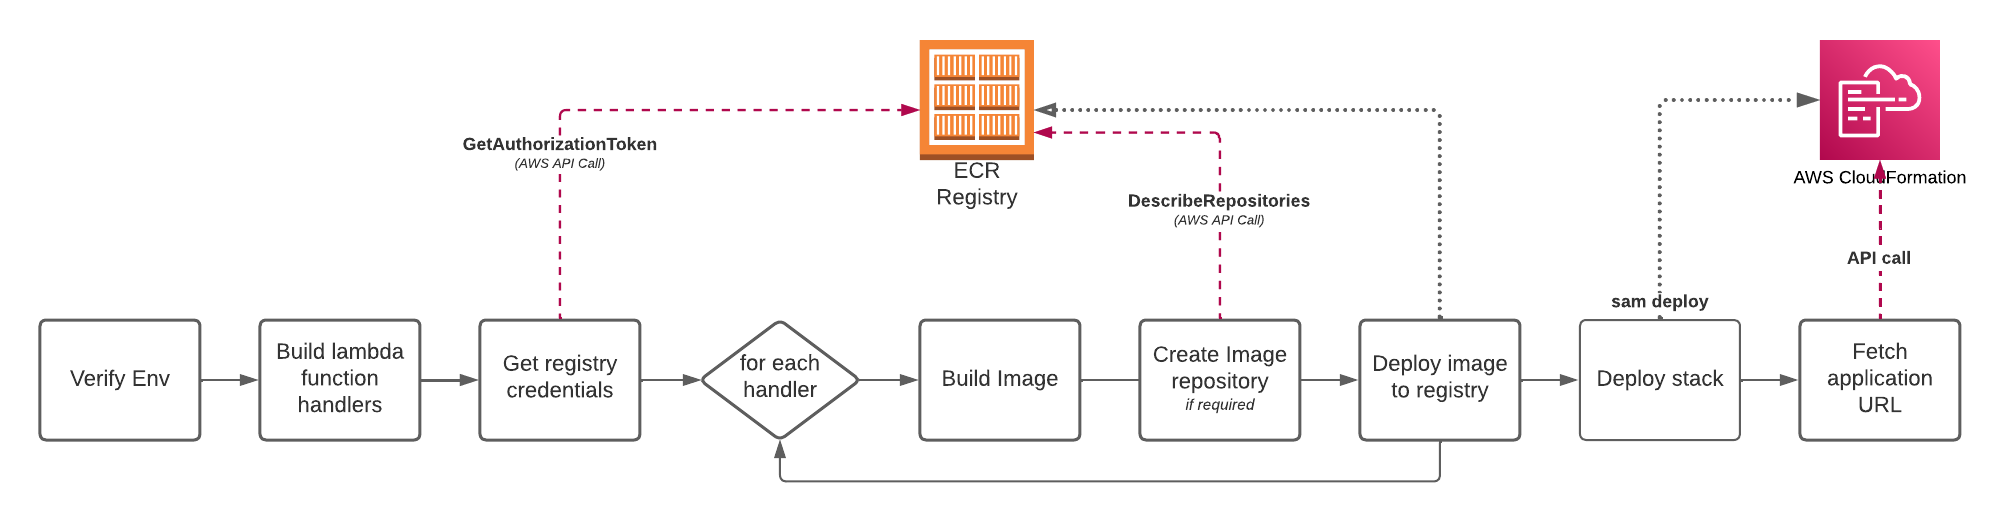 GetAuthorizationToken
(AWS API Call)
ECR
Registry
DescribeRepositories
(AWS API Call)
AWS CloudFormation
API call
sam deploy
Verify Env
Build lambda
function
handlers
Get registry
credentials
for each
handler
Build Image
Create Image
repository
if required
Deploy image
to registry
Deploy stack
Fetch
application
URL